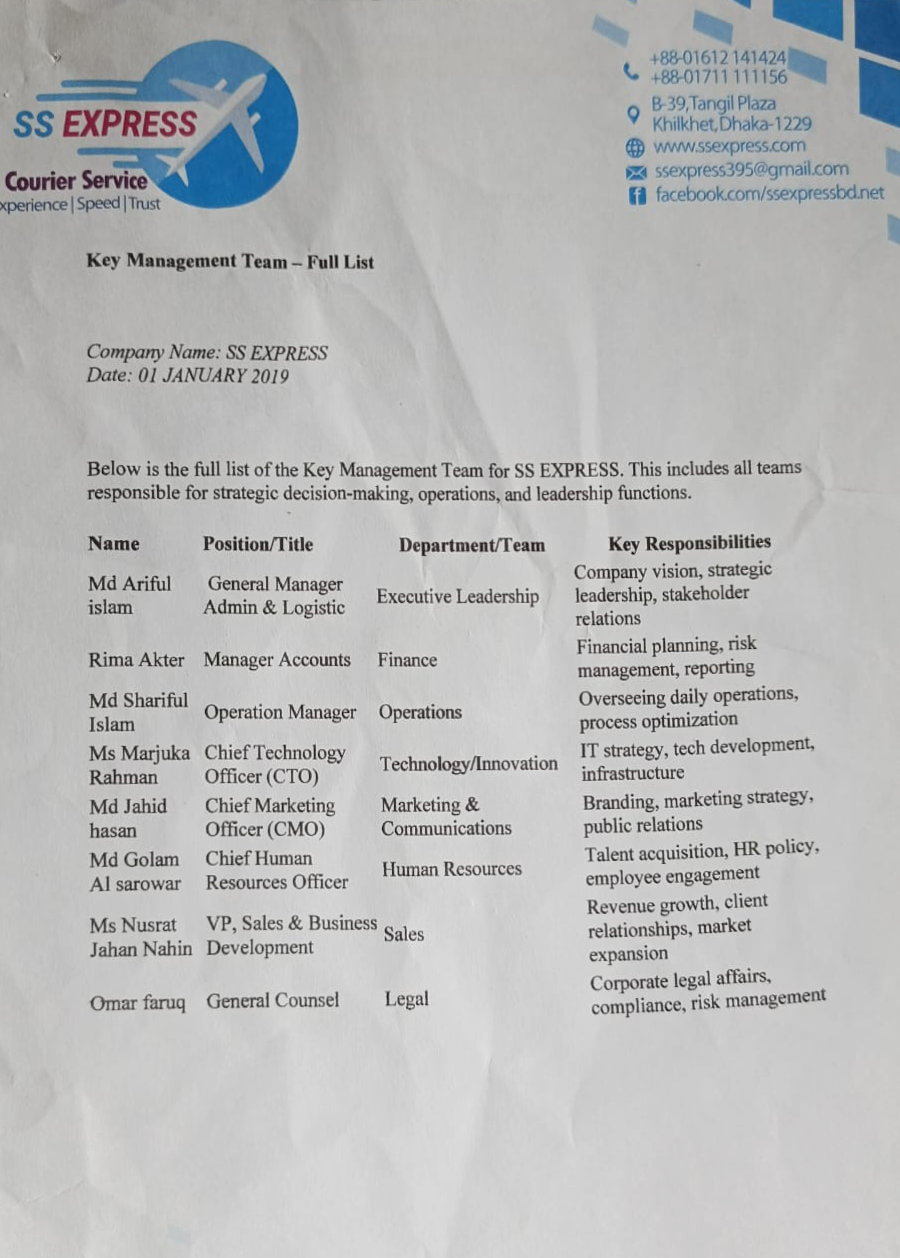 SS EXPRESS
Courier Service
xperience | Speed | Trust
+88-01612 141424
+88-01711 111156
B-39,Tangil Plaza
Khilkhet,Dhaka-1229
www.ssexpress.com
ssexpress395@gmail.com
facebook.com/ssexpressbd.net
Key Management Team – Full List
Company Name: SS EXPRESS
Date: 01 JANUARY 2019
Below is the full list of the Key Management Team for SS EXPRESS. This includes all teams
responsible for strategic decision-making, operations, and leadership functions.
Name Position/Title Department/Team Key Responsibilities
Md Ariful
islam
General Manager
Admin & Logistic
Executive Leadership
Company vision, strategic
leadership, stakeholder
relations
Rima Akter
Manager Accounts
Finance
Financial planning, risk
management, reporting
Md Shariful
Islam
Operation Manager
Operations
Overseeing daily operations,
process optimization
Ms Marjuka
Rahman
Chief Technology
Officer (CTO)
Technology/Innovation
IT strategy, tech development,
infrastructure
Md Jahid
hasan
Chief Marketing
Officer (CMO)
Marketing &
Communications
Branding, marketing strategy,
public relations
Md Golam
Al sarowar
Chief Human
Resources Officer
Human Resources
Talent acquisition, HR policy,
employee engagement
Ms Nusrat
Jahan Nahin
VP, Sales & Business
Development
Sales
Revenue growth, client
relationships, market
expansion
Omar faruq
General Counsel
Legal
Corporate legal affairs,
compliance, risk management